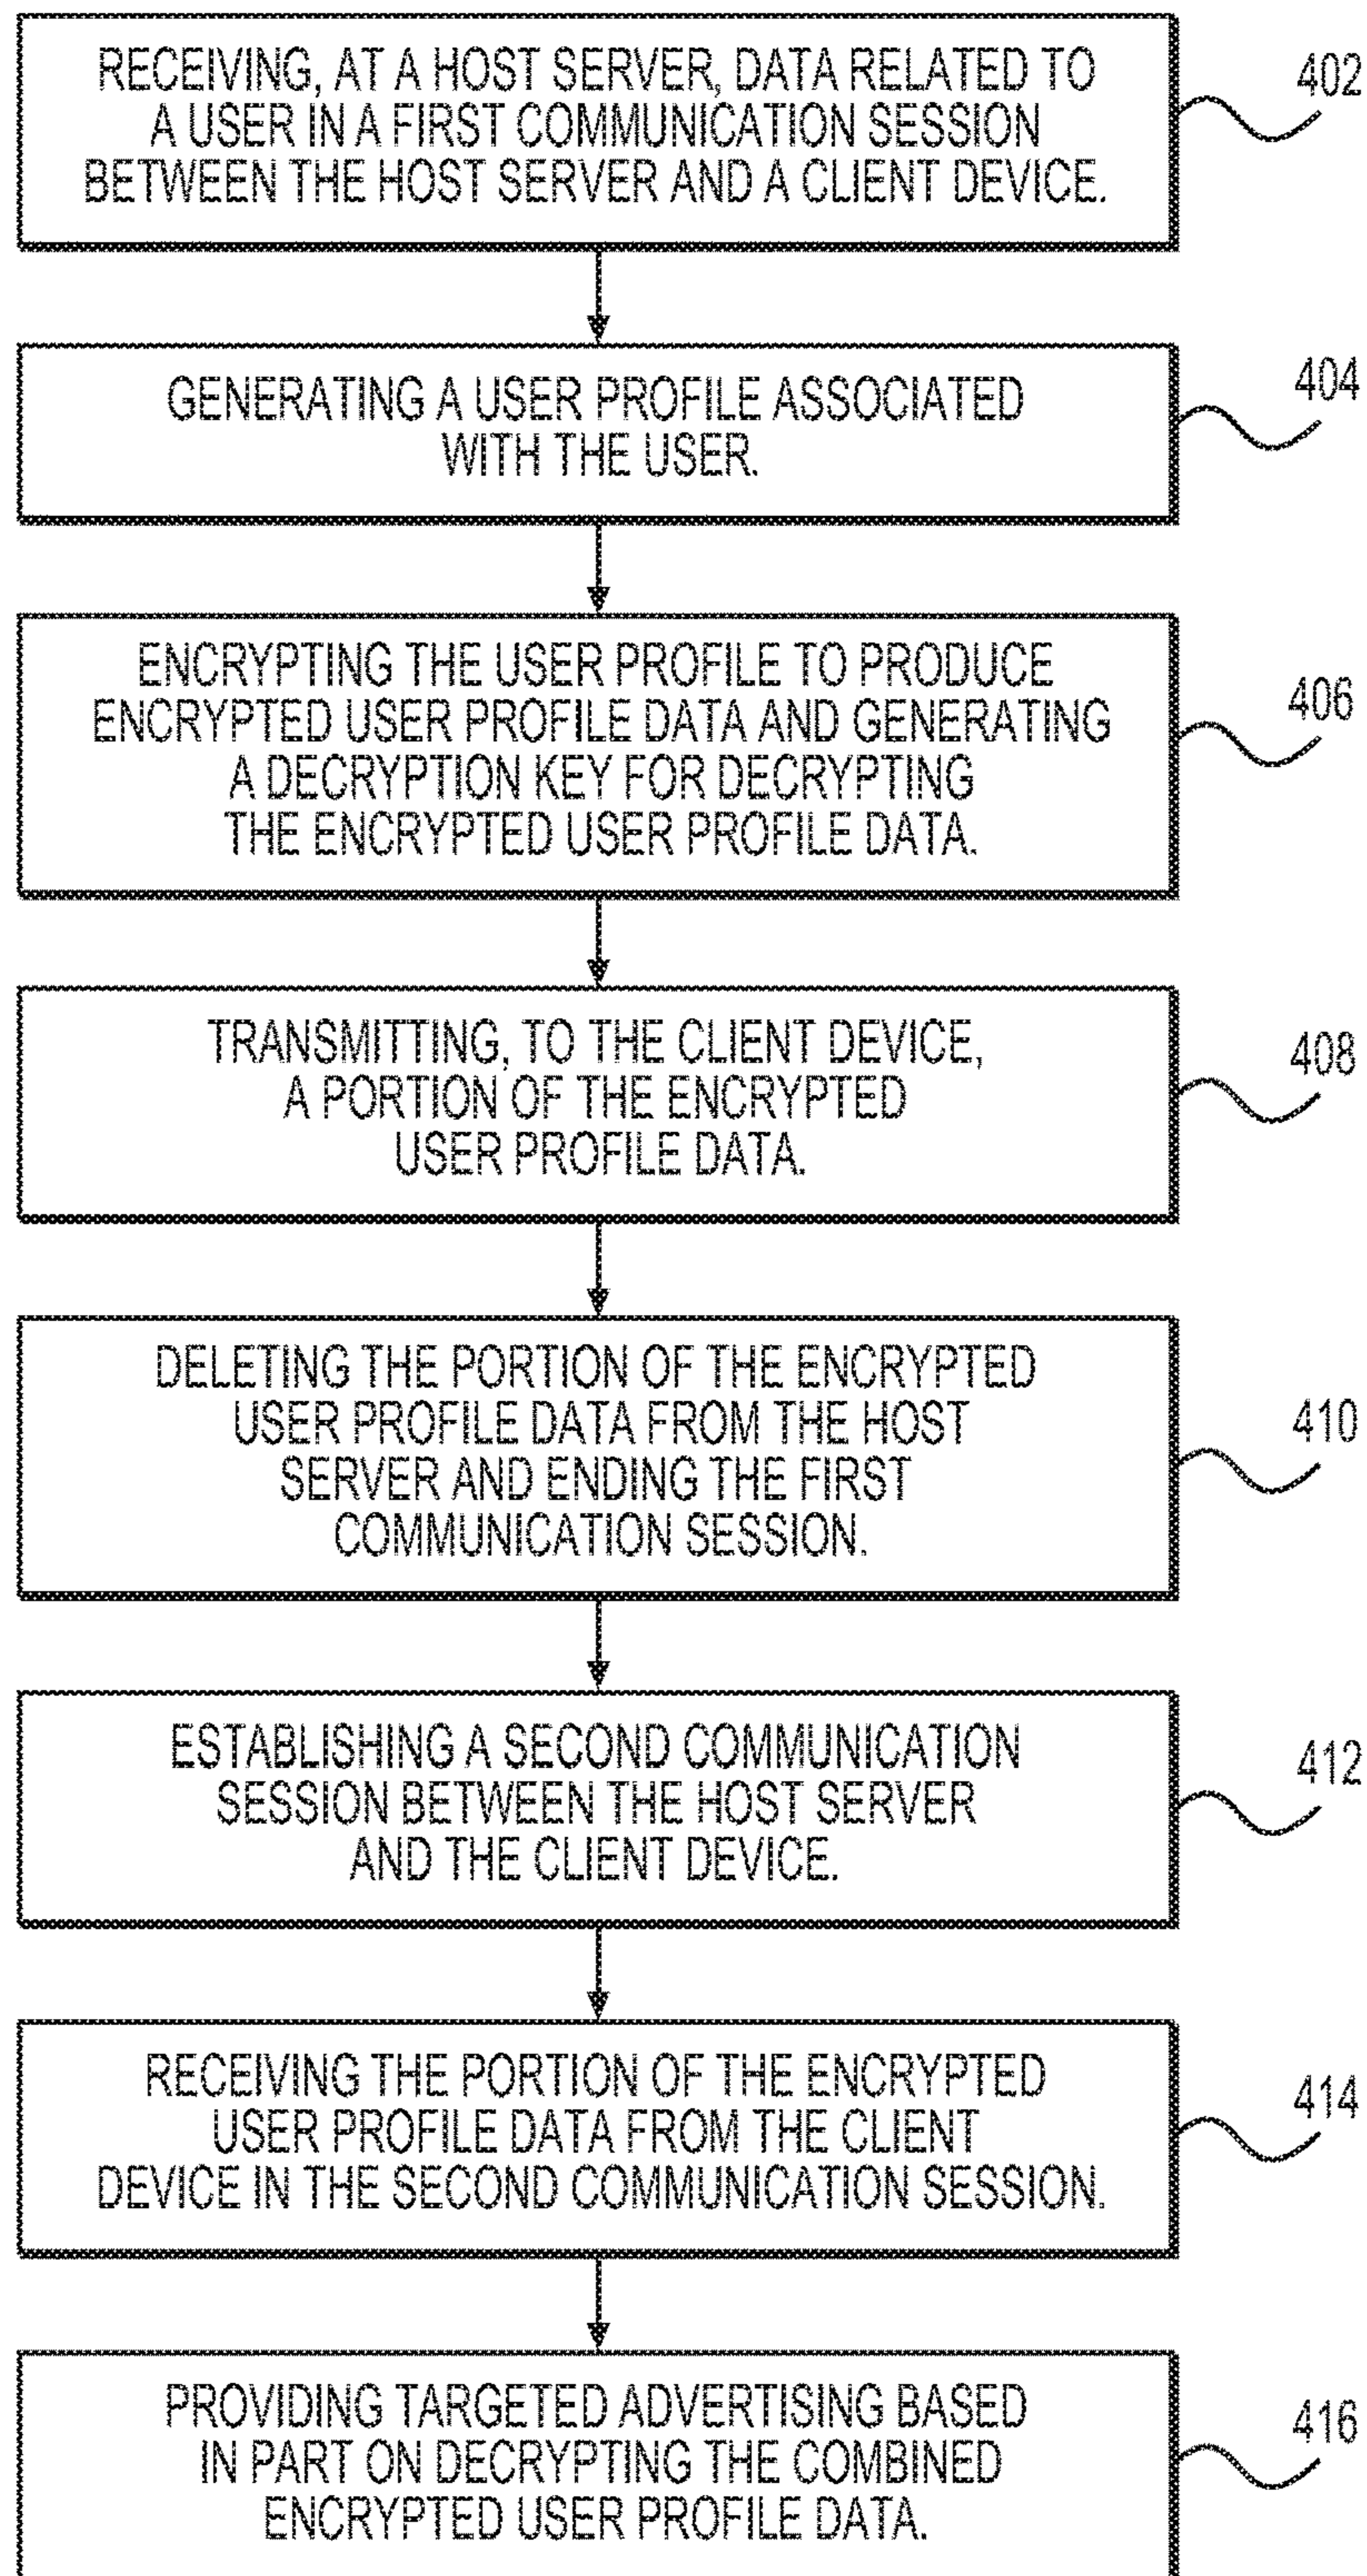 RECEIVING, AT A HOST SERVER, DATA RELATED TO
A USER IN A FIRST COMMUNICATION SESSION
BETWEEN THE HOST SERVER AND A CLIENT DEVICE.
402
GENERATING A USER PROFILE ASSOCIATED
WITH THE USER.
404
ENCRYPTING THE USER PROFILE TO PRODUCE
ENCRYPTED USER PROFILE DATA AND GENERATING
A DECRYPTION KEY FOR DECRYPTING
THE ENCRYPTED USER PROFILE DATA.
406
TRANSMITTING, TO THE CLIENT DEVICE,
A PORTION OF THE ENCRYPTED
USER PROFILE DATA.
408
DELETING THE PORTION OF THE ENCRYPTED
USER PROFILE DATA FROM THE HOST
SERVER AND ENDING THE FIRST
COMMUNICATION SESSION.
410
ESTABLISHING A SECOND COMMUNICATION
SESSION BETWEEN THE HOST SERVER
AND THE CLIENT DEVICE.
412
RECEIVING THE PORTION OF THE ENCRYPTED
USER PROFILE DATA FROM THE CLIENT
DEVICE IN THE SECOND COMMUNICATION SESSION.
414
PROVIDING TARGETED ADVERTISING BASED
IN PART ON DECRYPTING THE COMBINED
ENCRYPTED USER PROFILE DATA.
416